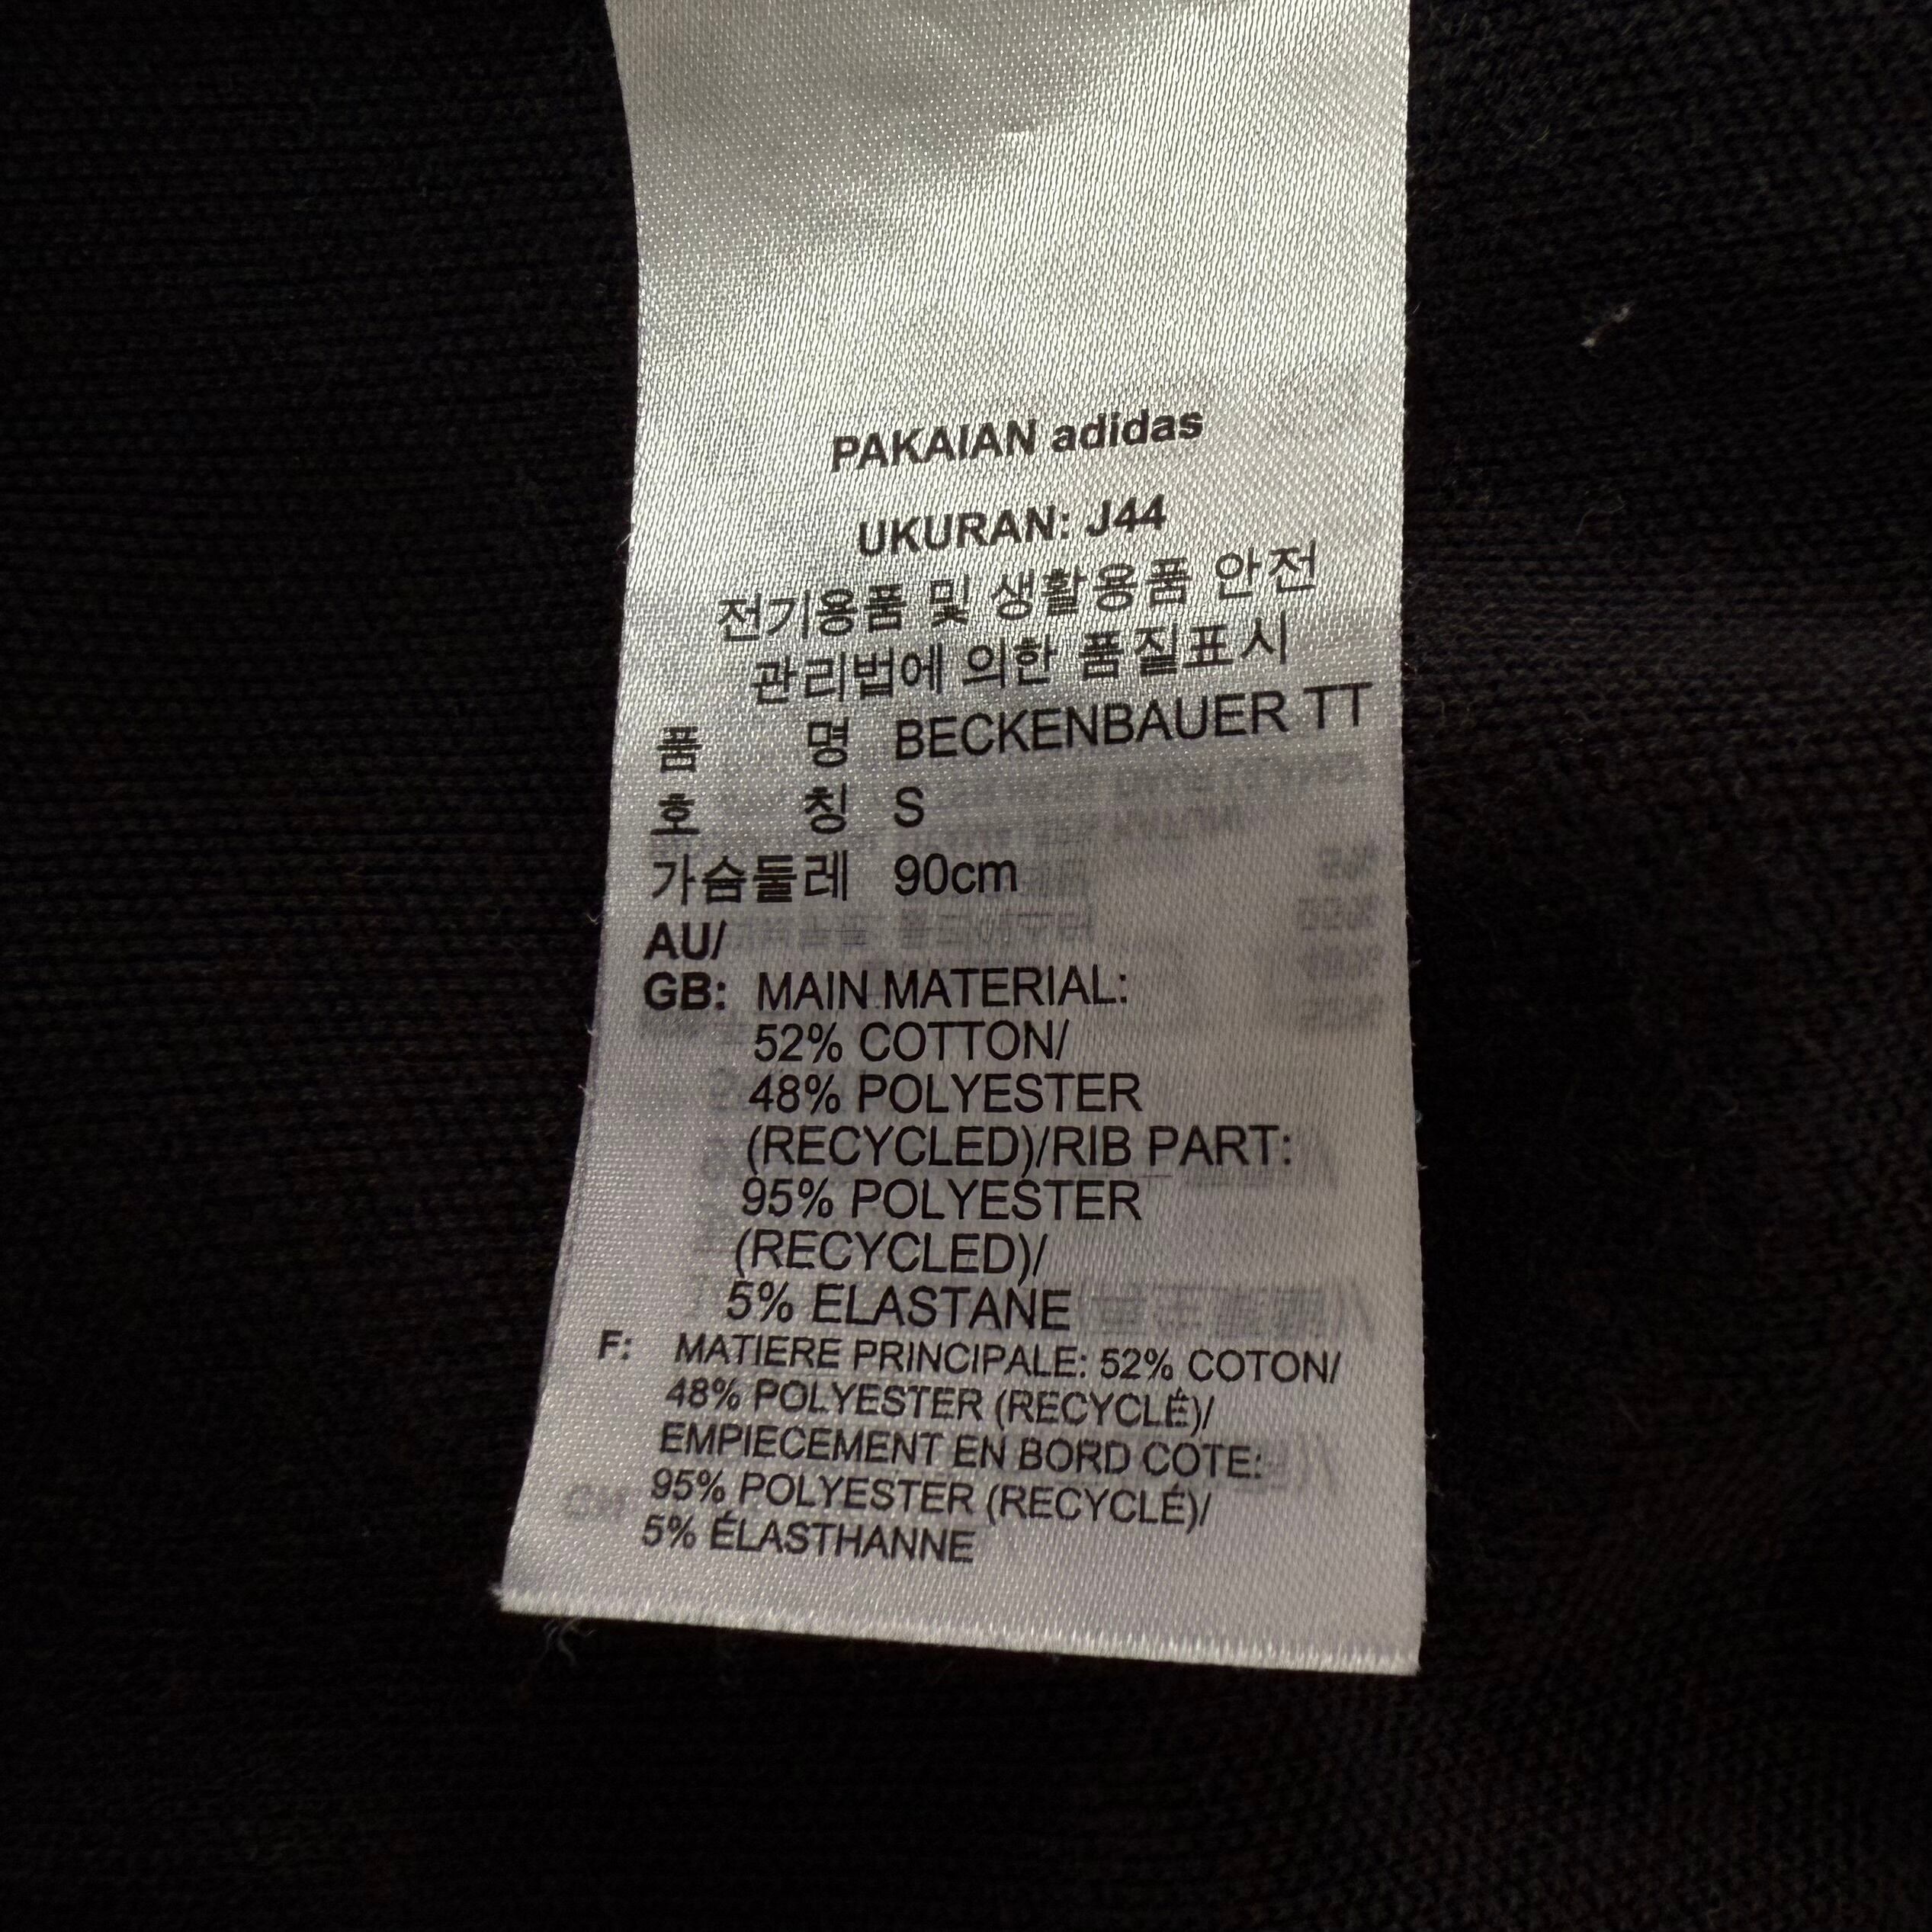 PAKAIAN adidas
UKURAN: J44
전기용품 및 생활용품 안전
관리법에 의한 품질표시
품 명 BECKENBAUER TT
호 칭 S
가슴둘레 90cm
AU/
GB: MAIN MATERIAL:
52% COTTON/
48% POLYESTER
(RECYCLED)/RIB PART:
95% POLYESTER
(RECYCLED)/
5% ELASTANE
F: MATIERE PRINCIPALE: 52% COTON/
48% POLYESTER (RECYCLÉ)/
EMPIECEMENT EN BORD COTE:
95% POLYESTER (RECYCLÉ)/
5% ÉLASTHANNE